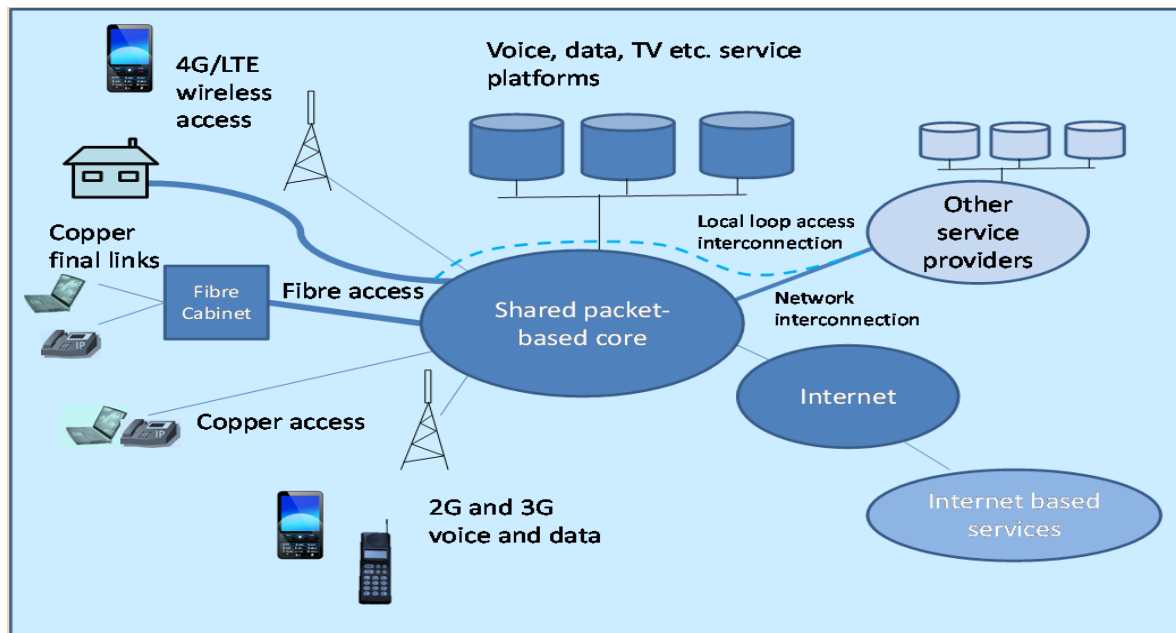 4G/LTE
wireless
access
Voice, data, TV etc. service
platforms
Local loop access
interconnection
Other
service
providers
Copper
final links
Fibre
Cabinet
Fibre access
Shared packet-
based core
Network
interconnection
IP
Internet
Copper access
IP
2G and 3G
voice and data
Internet based
services